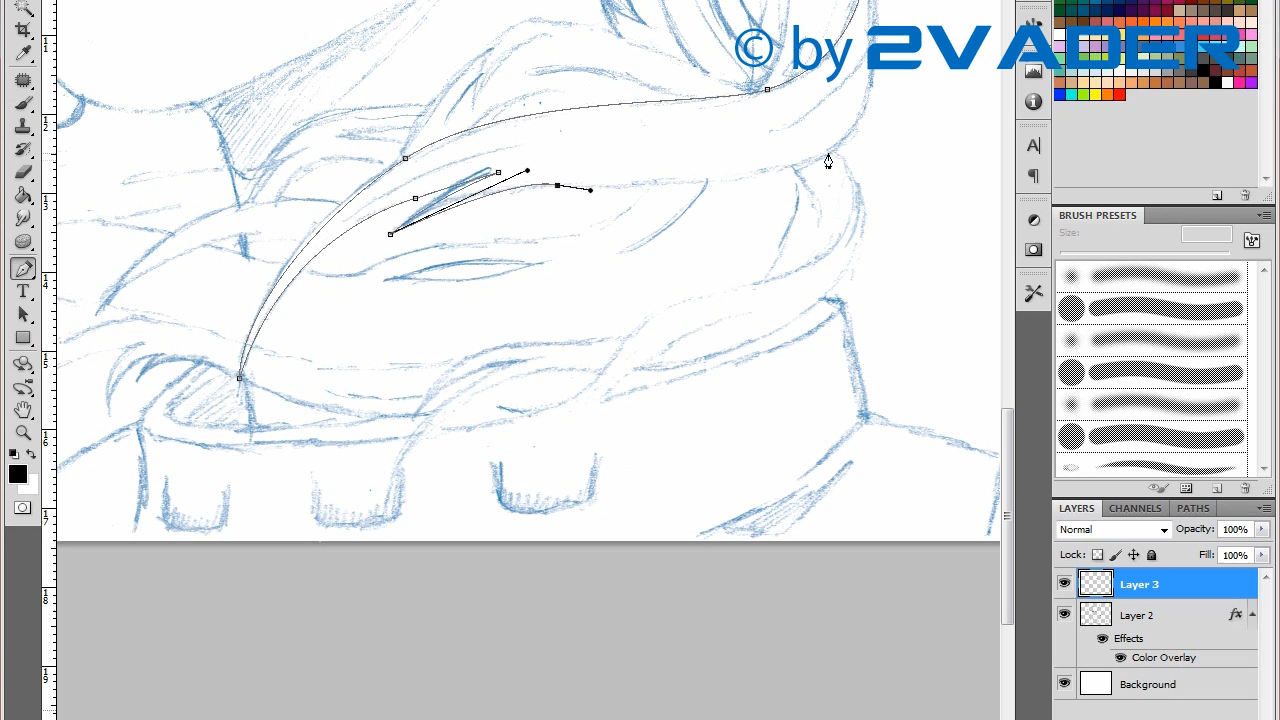 © by 2VADER
BRUSH PRESETS
Size:
LAYERS CHANNELS PATHS
Normal Opacity: 100%
Lock: Fill: 100%
Layer 3
Layer 2 fx
Effects
Color Overlay
Background